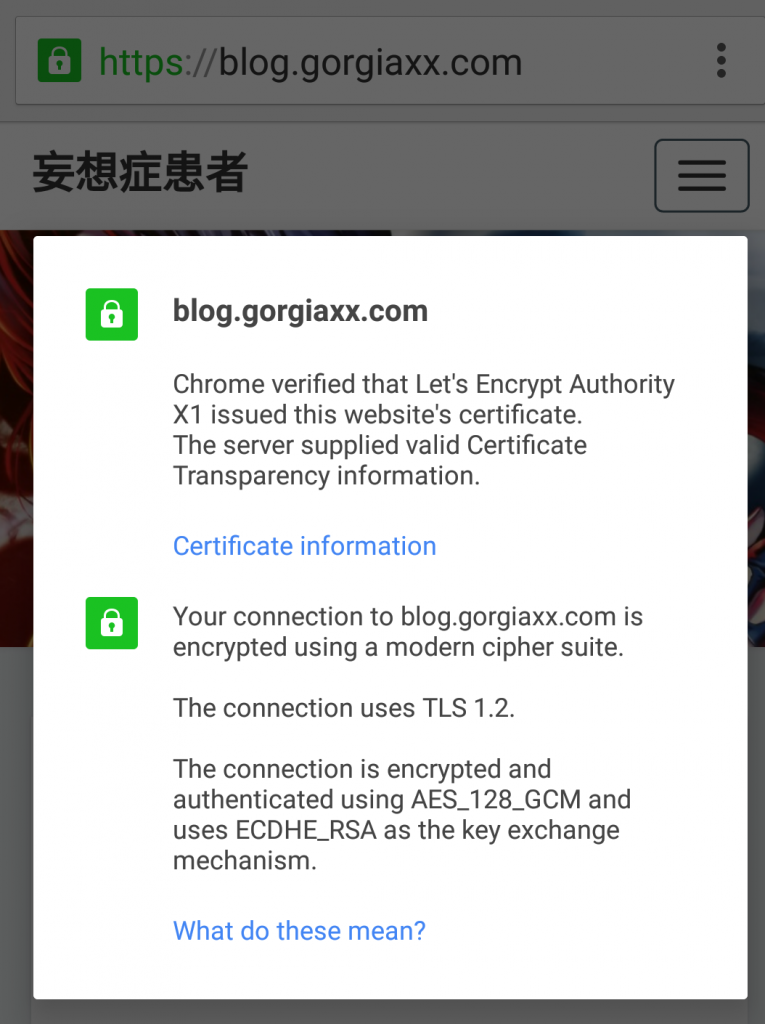 https://blog.gorgiaxx.com
妄想症患者
blog.gorgiaxx.com
Chrome verified that Let's Encrypt Authority
X1 issued this website's certificate.
The server supplied valid Certificate
Transparency information.
Certificate information
Your connection to blog.gorgiaxx.com is
encrypted using a modern cipher suite.
The connection uses TLS 1.2.
The connection is encrypted and
authenticated using AES_128_GCM and
uses ECDHE_RSA as the key exchange
mechanism.
What do these mean?